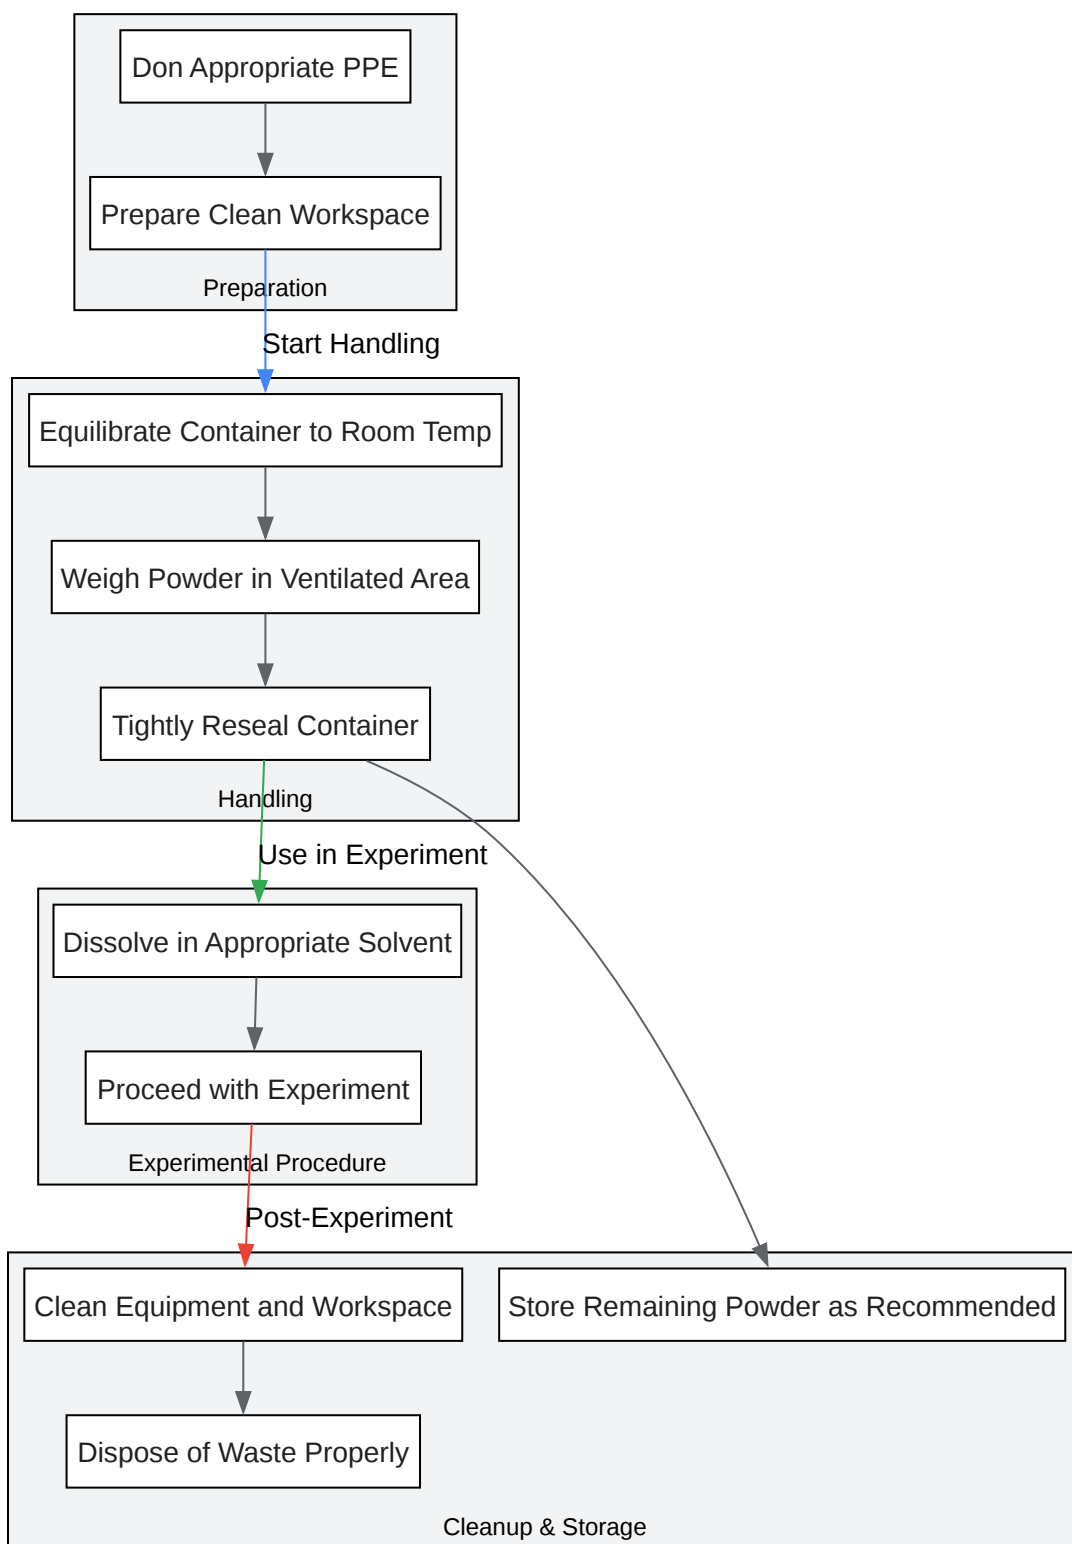 Don Appropriate PPE
Prepare Clean Workspace
Preparation
Start Handling
Equilibrate Container to Room Temp
Weigh Powder in Ventilated Area
Tightly Reseal Container
Handling
Use in Experiment
Dissolve in Appropriate Solvent
Proceed with Experiment
Experimental Procedure
Post-Experiment
Clean Equipment and Workspace
Store Remaining Powder as Recommended
Dispose of Waste Properly
Cleanup & Storage